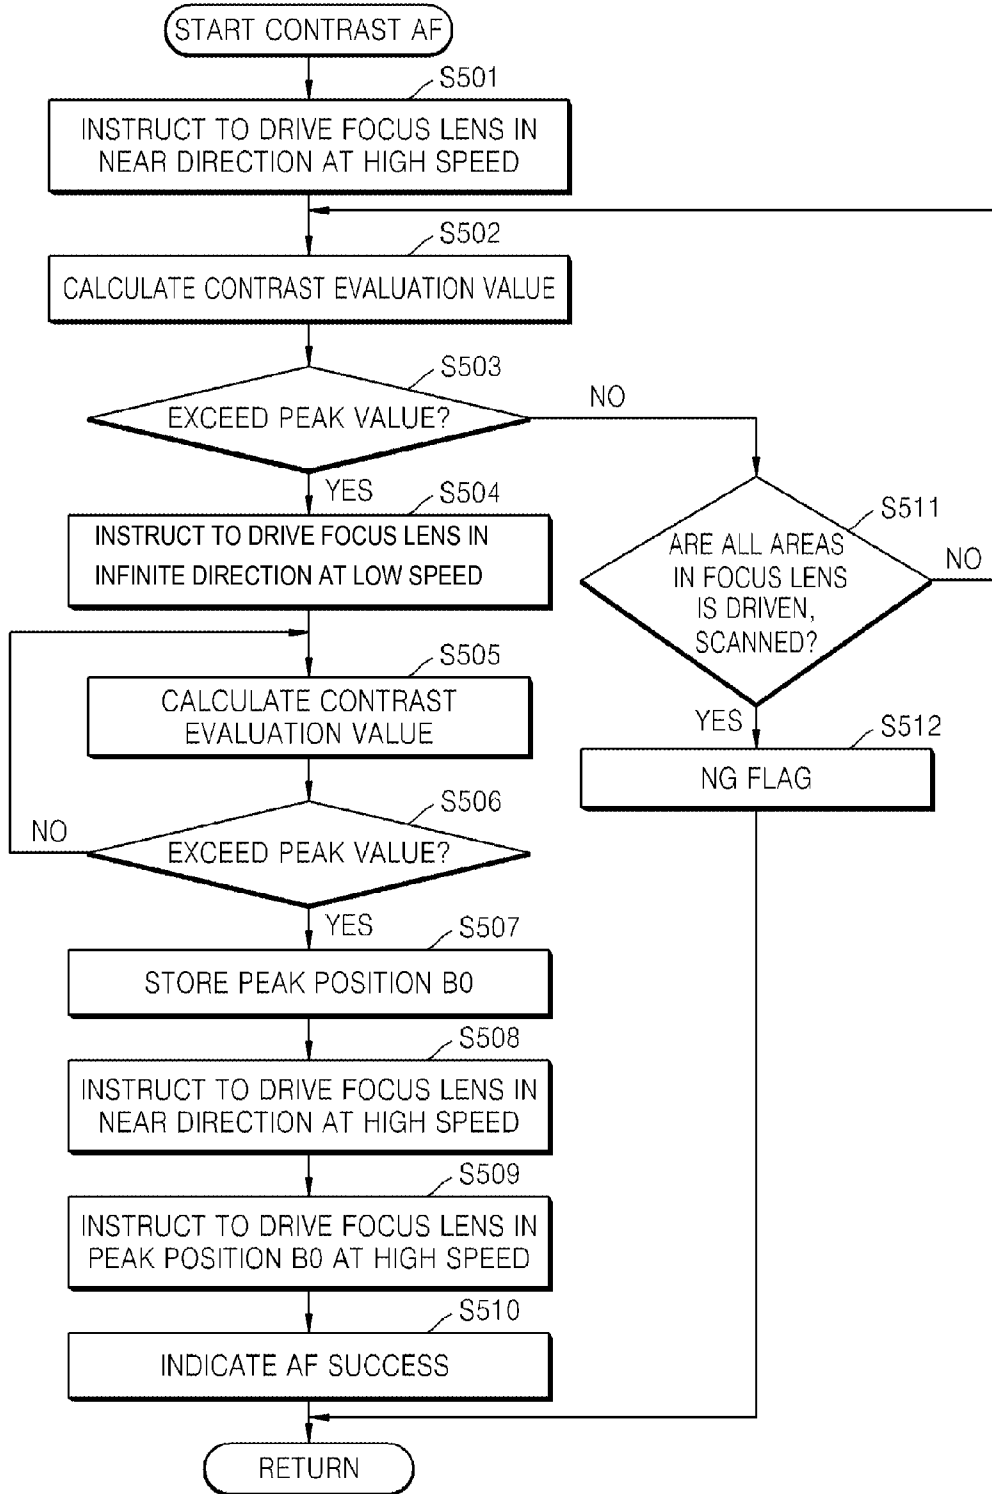 START CONTRAST AF
S501
INSTRUCT TO DRIVE FOCUS LENS IN
NEAR DIRECTION AT HIGH SPEED
S502
CALCULATE CONTRAST EVALUATION VALUE
S503
EXCEED PEAK VALUE?
NO
YES
S504
INSTRUCT TO DRIVE FOCUS LENS IN
INFINITE DIRECTION AT LOW SPEED
S511
ARE ALL AREAS
IN FOCUS LENS
IS DRIVEN,
SCANNED?
NO
YES
S505
CALCULATE CONTRAST
EVALUATION VALUE
S512
NG FLAG
S506
EXCEED PEAK VALUE?
NO
YES
S507
STORE PEAK POSITION B0
S508
INSTRUCT TO DRIVE FOCUS LENS IN
NEAR DIRECTION AT HIGH SPEED
S509
INSTRUCT TO DRIVE FOCUS LENS IN
PEAK POSITION B0 AT HIGH SPEED
S510
INDICATE AF SUCCESS
RETURN